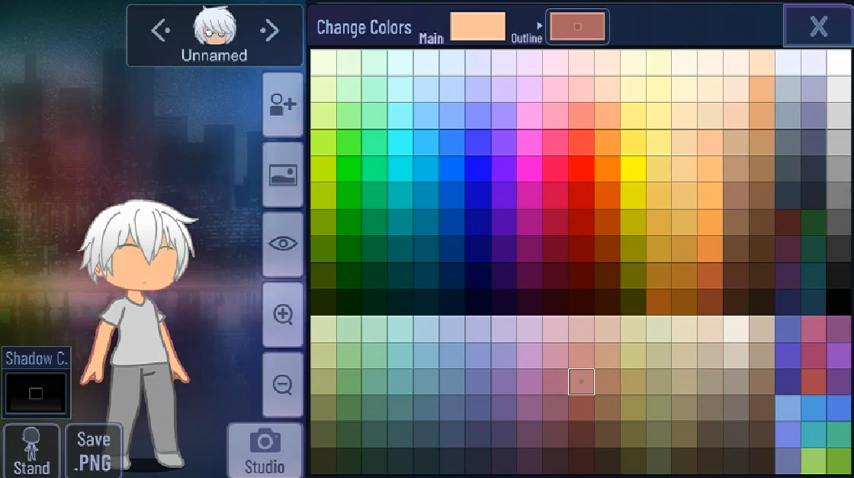 Unnamed
Change Colors
Main
Outline
X
Shadow C.
Stand
Save
.PNG
Studio